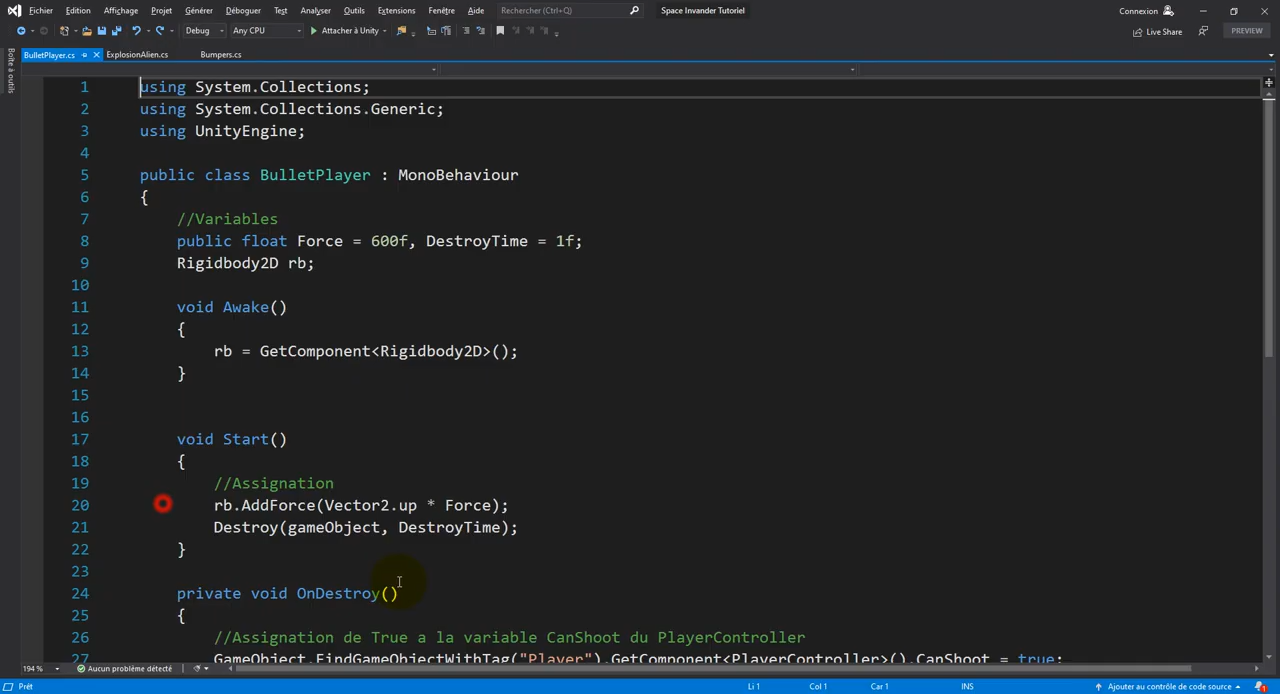 Fichier Edition Affichage Projet Générer Déboguer Test Analyser Outils Extensions Fenêtre Aide Rechercher (Ctrl+Q) Space Invander Tutoriel Connexion
Debug Any CPU Attacher à Unity Live Share PREVIEW
Boîte à outils
BulletPlayer.cs ExplosionAlien.cs Bumpers.cs
1 using System.Collections;
2 using System.Collections.Generic;
3 using UnityEngine;
4
5 public class BulletPlayer : MonoBehaviour
6 {
7 //Variables
8 public float Force = 600f, DestroyTime = 1f;
9 Rigidbody2D rb;
10
11 void Awake()
12 {
13 rb = GetComponent<Rigidbody2D>();
14 }
15
16
17 void Start()
18 {
19 //Assignation
20 rb.AddForce(Vector2.up * Force);
21 Destroy(gameObject, DestroyTime);
22 }
23
24 private void OnDestroy()
25 {
26 //Assignation de True a la variable CanShoot du PlayerController
27 GameObject.FindGameObjectWithTag("Player").GetComponent<PlayerController>().CanShoot = true;
194 % Aucun problème détecté
Prêt Li 1 Col 1 Car 1 INS Ajouter au contrôle de code source 1